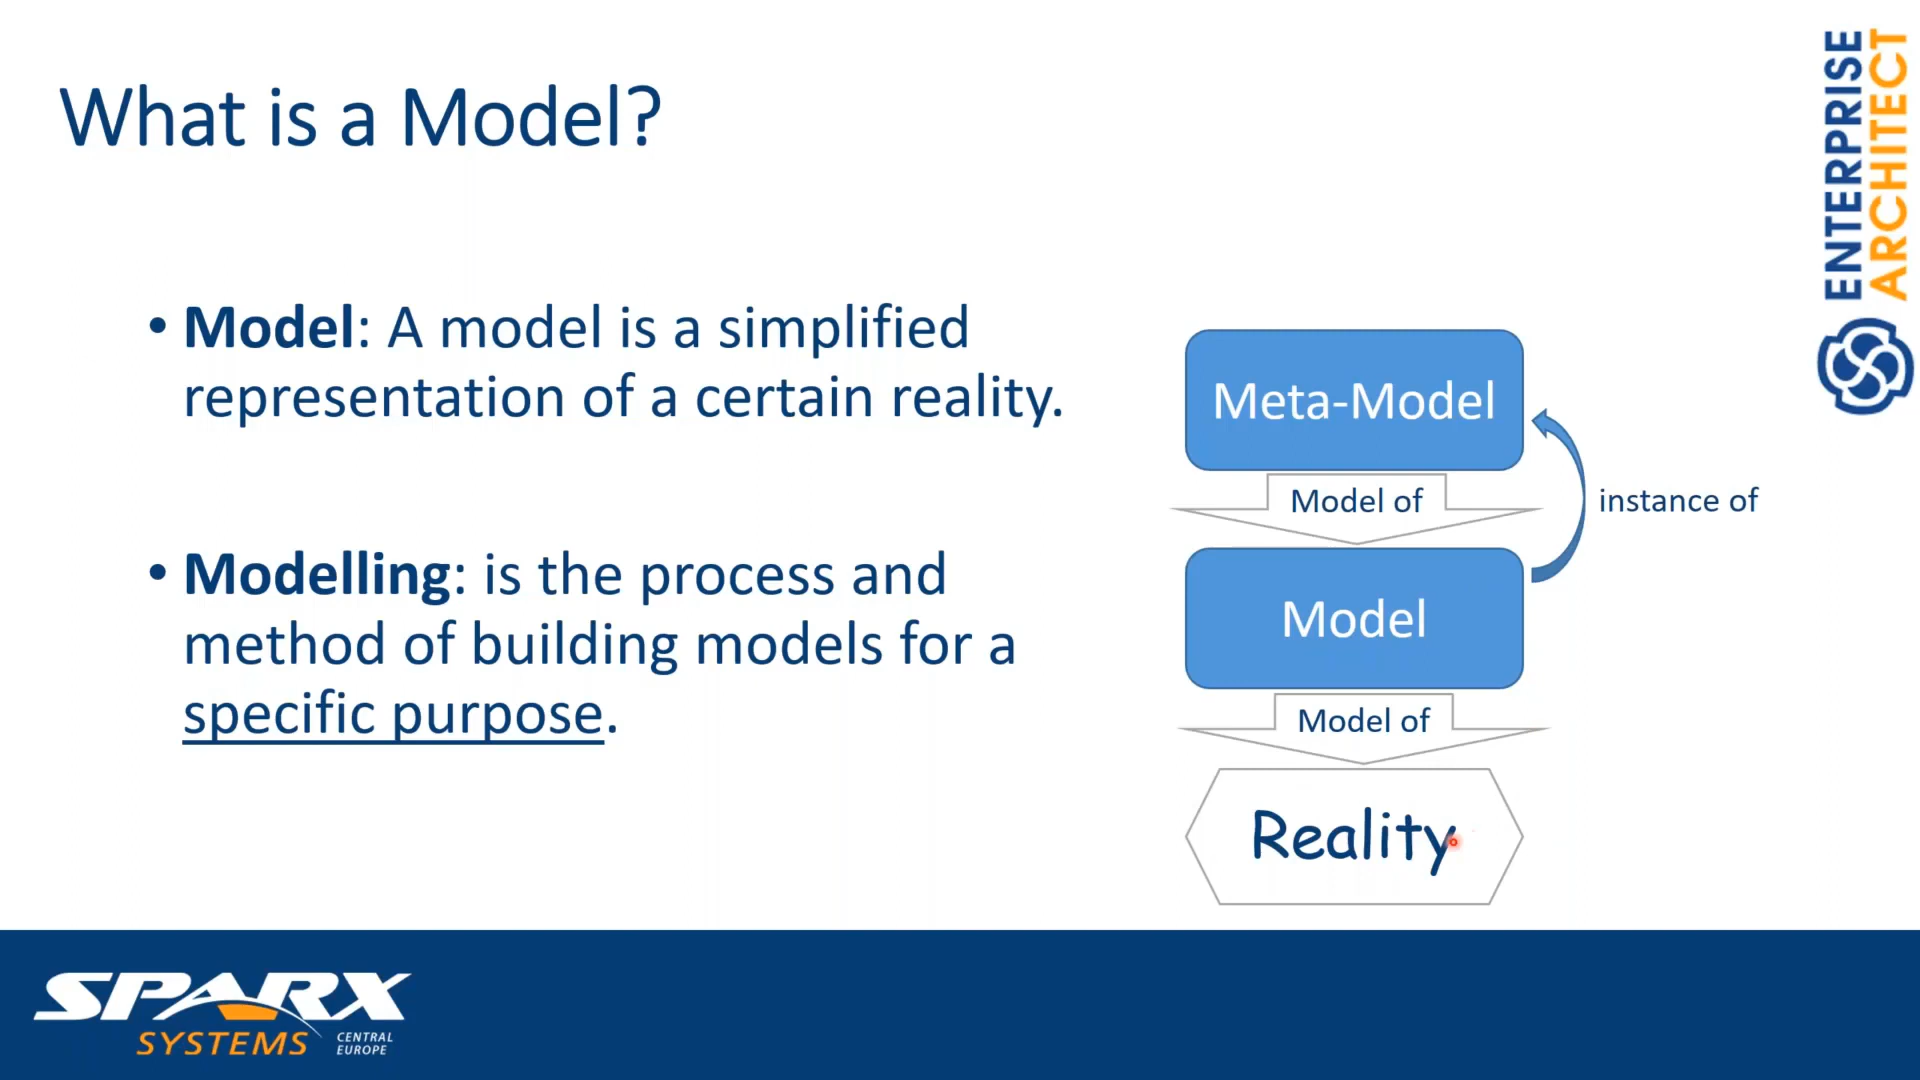 What is a Model?
• Model: A model is a simplified
representation of a certain reality.
• Modelling: is the process and
method of building models for a
specific purpose.
Meta-Model
Model of
instance of
Model
Model of
Reality
ENTERPRISE
ARCHITECT
SPARX
SYSTEMS
CENTRAL
EUROPE